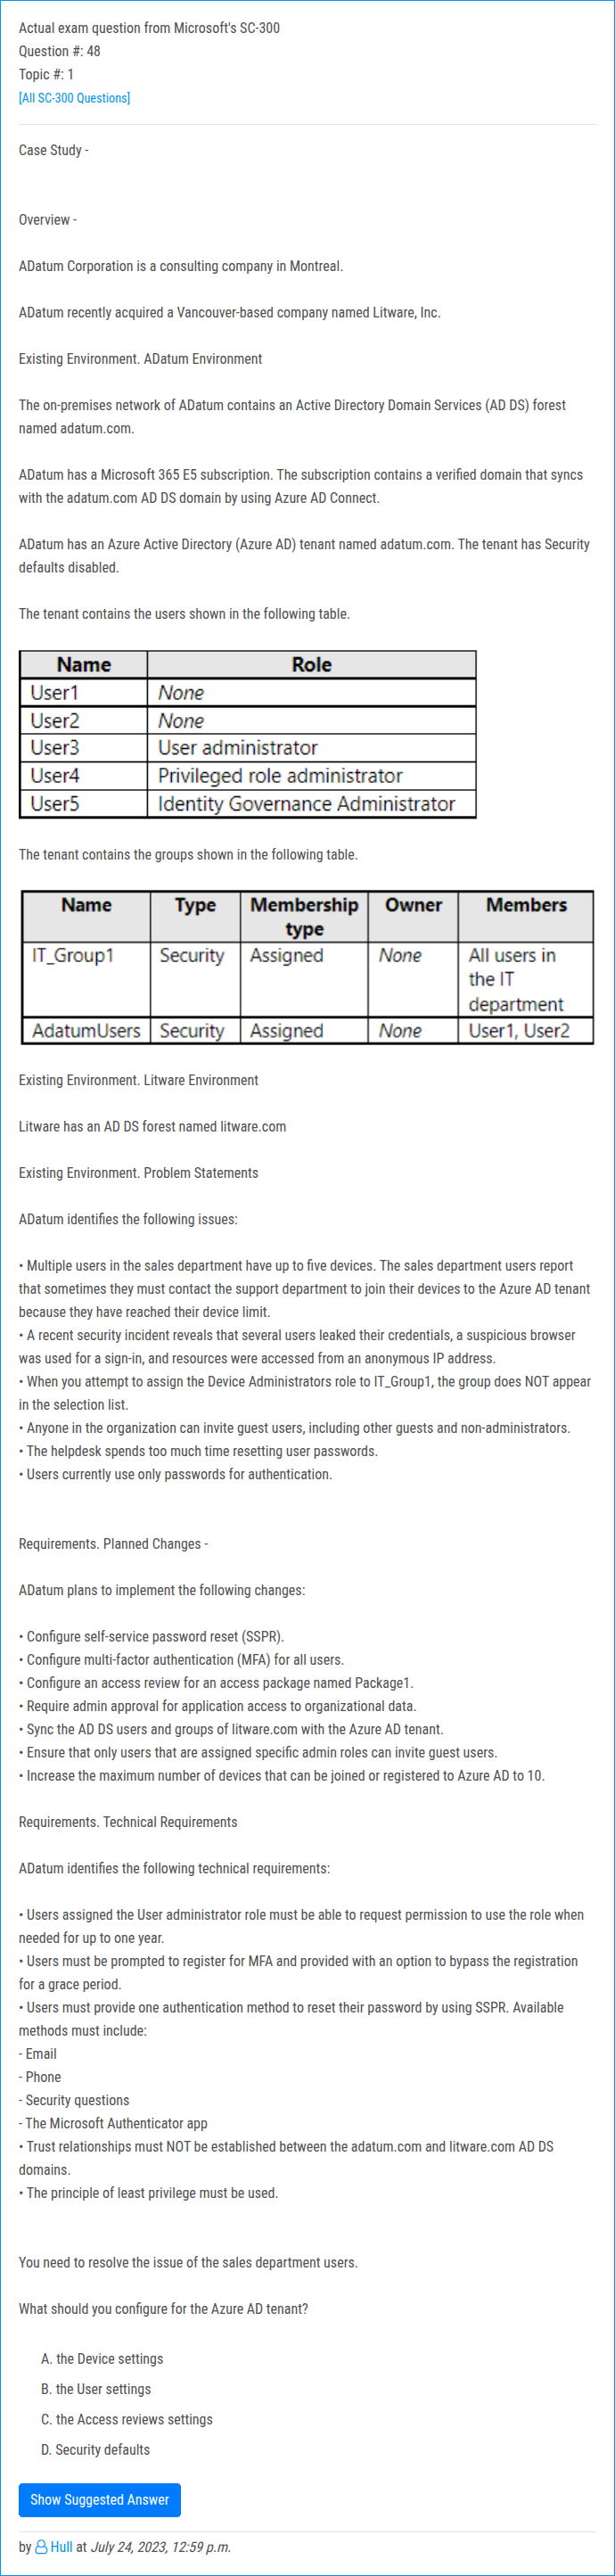 Actual exam question from Microsoft's SC-300
Question #: 48
Topic #: 1
[All SC-300 Questions]
Case Study -
Overview -
ADatum Corporation is a consulting company in Montreal.
ADatum recently acquired a Vancouver-based company named Litware, Inc.
Existing Environment. ADatum Environment
The on-premises network of ADatum contains an Active Directory Domain Services (AD DS) forest
named adatum.com.
ADatum has a Microsoft 365 E5 subscription. The subscription contains a verified domain that syncs
with the adatum.com AD DS domain by using Azure AD Connect.
ADatum has an Azure Active Directory (Azure AD) tenant named adatum.com. The tenant has Security
defaults disabled.
The tenant contains the users shown in the following table.
Name Role
User1 None
User2 None
User3 User administrator
User4 Privileged role administrator
User5 Identity Governance Administrator
The tenant contains the groups shown in the following table.
Name Type Membership Owner Members
type
IT_Group1 Security Assigned None All users in
the IT
department
AdatumUsers Security Assigned None User1, User2
Existing Environment. Litware Environment
Litware has an AD DS forest named litware.com
Existing Environment. Problem Statements
ADatum identifies the following issues:
• Multiple users in the sales department have up to five devices. The sales department users report
that sometimes they must contact the support department to join their devices to the Azure AD tenant
because they have reached their device limit.
• A recent security incident reveals that several users leaked their credentials, a suspicious browser
was used for a sign-in, and resources were accessed from an anonymous IP address.
• When you attempt to assign the Device Administrators role to IT_Group1, the group does NOT appear
in the selection list.
• Anyone in the organization can invite guest users, including other guests and non-administrators.
• The helpdesk spends too much time resetting user passwords.
• Users currently use only passwords for authentication.
Requirements. Planned Changes -
ADatum plans to implement the following changes:
• Configure self-service password reset (SSPR).
• Configure multi-factor authentication (MFA) for all users.
• Configure an access review for an access package named Package1.
• Require admin approval for application access to organizational data.
• Sync the AD DS users and groups of litware.com with the Azure AD tenant.
• Ensure that only users that are assigned specific admin roles can invite guest users.
• Increase the maximum number of devices that can be joined or registered to Azure AD to 10.
Requirements. Technical Requirements
ADatum identifies the following technical requirements:
• Users assigned the User administrator role must be able to request permission to use the role when
needed for up to one year.
• Users must be prompted to register for MFA and provided with an option to bypass the registration
for a grace period.
• Users must provide one authentication method to reset their password by using SSPR. Available
methods must include:
- Email
- Phone
- Security questions
- The Microsoft Authenticator app
• Trust relationships must NOT be established between the adatum.com and litware.com AD DS
domains.
• The principle of least privilege must be used.
You need to resolve the issue of the sales department users.
What should you configure for the Azure AD tenant?
A. the Device settings
B. the User settings
C. the Access reviews settings
D. Security defaults
Show Suggested Answer
by Hull at July 24, 2023, 12:59 p.m.